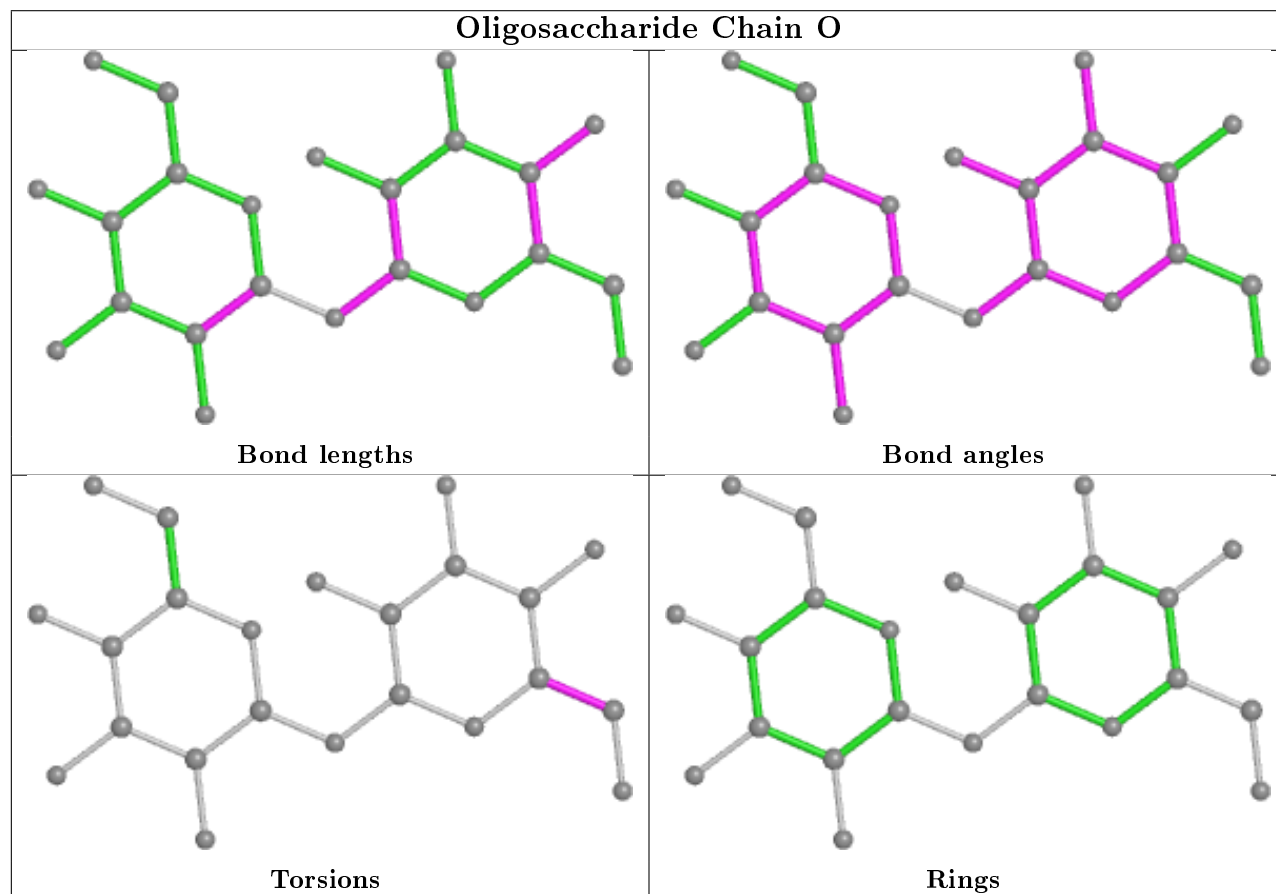 Oligosaccharide Chain O
Bond lengths
Bond angles
Torsions
Rings